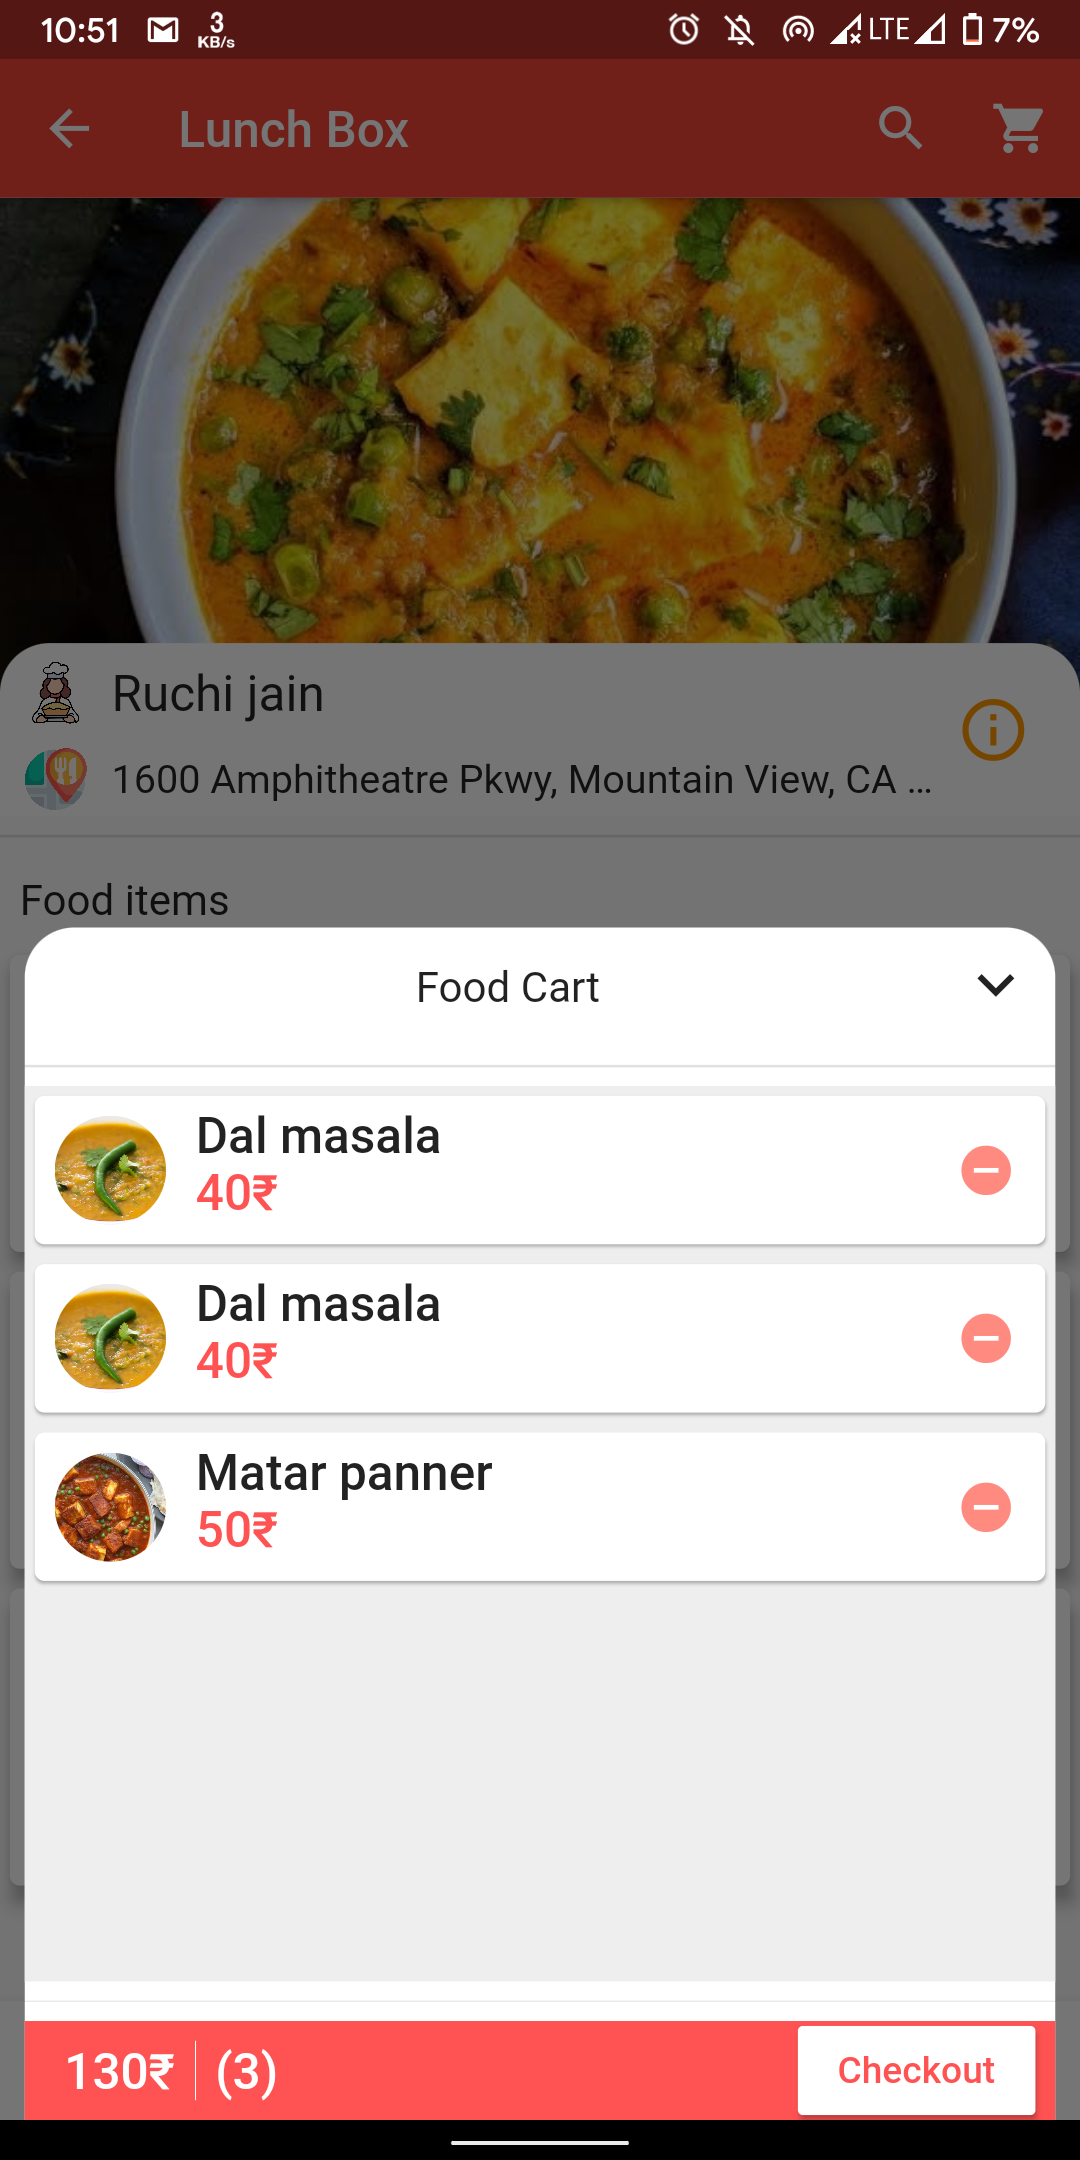 10:51
3
KB/s
LTE
7%
Lunch Box
Ruchi jain
1600 Amphitheatre Pkwy, Mountain View, CA ...
Food items
Food Cart
Dal masala
40₹
Dal masala
40₹
Matar panner
50₹
130₹ (3)
Checkout